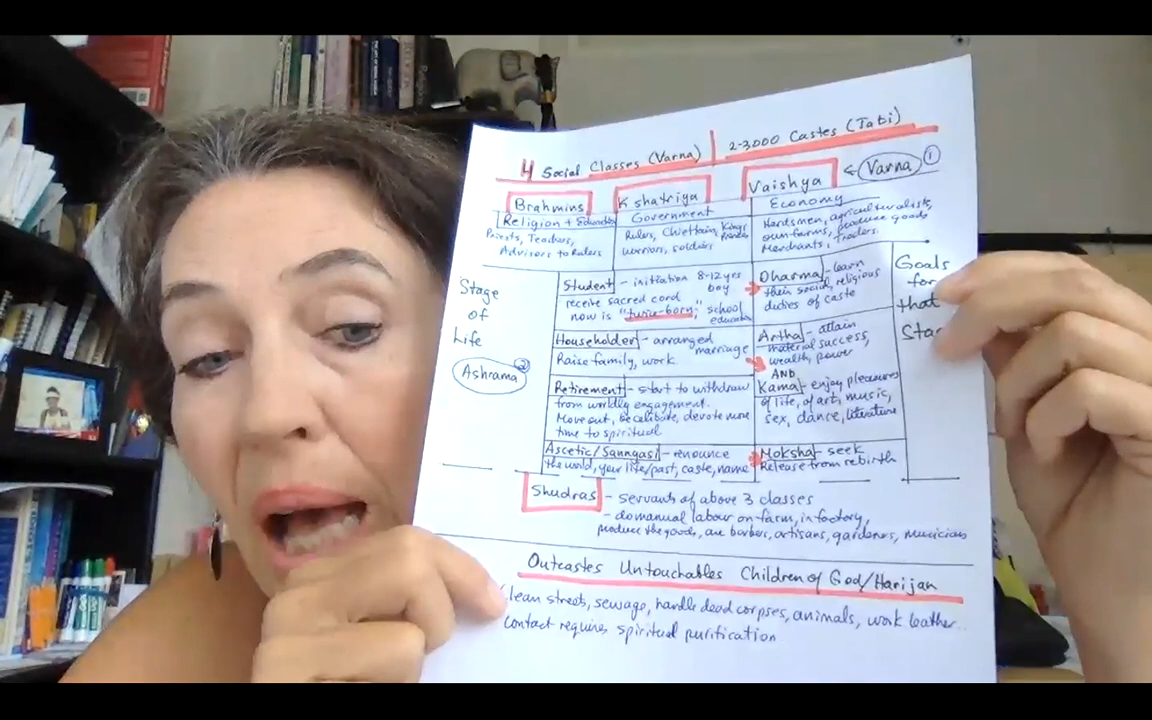 4 Social Classes (Varna) | 2-3,000 Castes (Jati)
Brahmins
Kshatriya
Vaishya
← Varna 1
Religion + Education
Priests, Teachers,
Advisors to Rulers
Government
Rulers, Chieftain, Kings
Princes
Warriors, soldiers
Economy
Herdsmen, agriculturalists,
own farms, produce goods
Merchants, Traders.
Stage
of
Life
Ashrama 2
Student - initiation 8-12 yrs
boy
receive sacred cord
now is "twice-born," school
education
Householder - arranged
marriage
Raise family, work
Retirement - start to withdraw
from worldly engagement.
Move out, be celibate, devote more
time to spiritual
Ascetic/Sannyasi - renounce
the world, your life/past, caste, name
Dharma - learn
their social, religious
duties of caste
Artha - attain
material success,
wealth, power
AND
Kama - enjoy pleasures
of life, of art, music,
sex, dance, literature
Moksha - seek
Release from rebirth
Goals
for
that
Shudras - servants of above 3 classes
- do manual labour on farm, in factory,
produce the goods, are barbers, artisans, gardeners, musicians
Outcastes Untouchables Children of God/Harijan
Clean streets, sewage, handle dead corpses, animals, work leather..
Contact requires spiritual purification